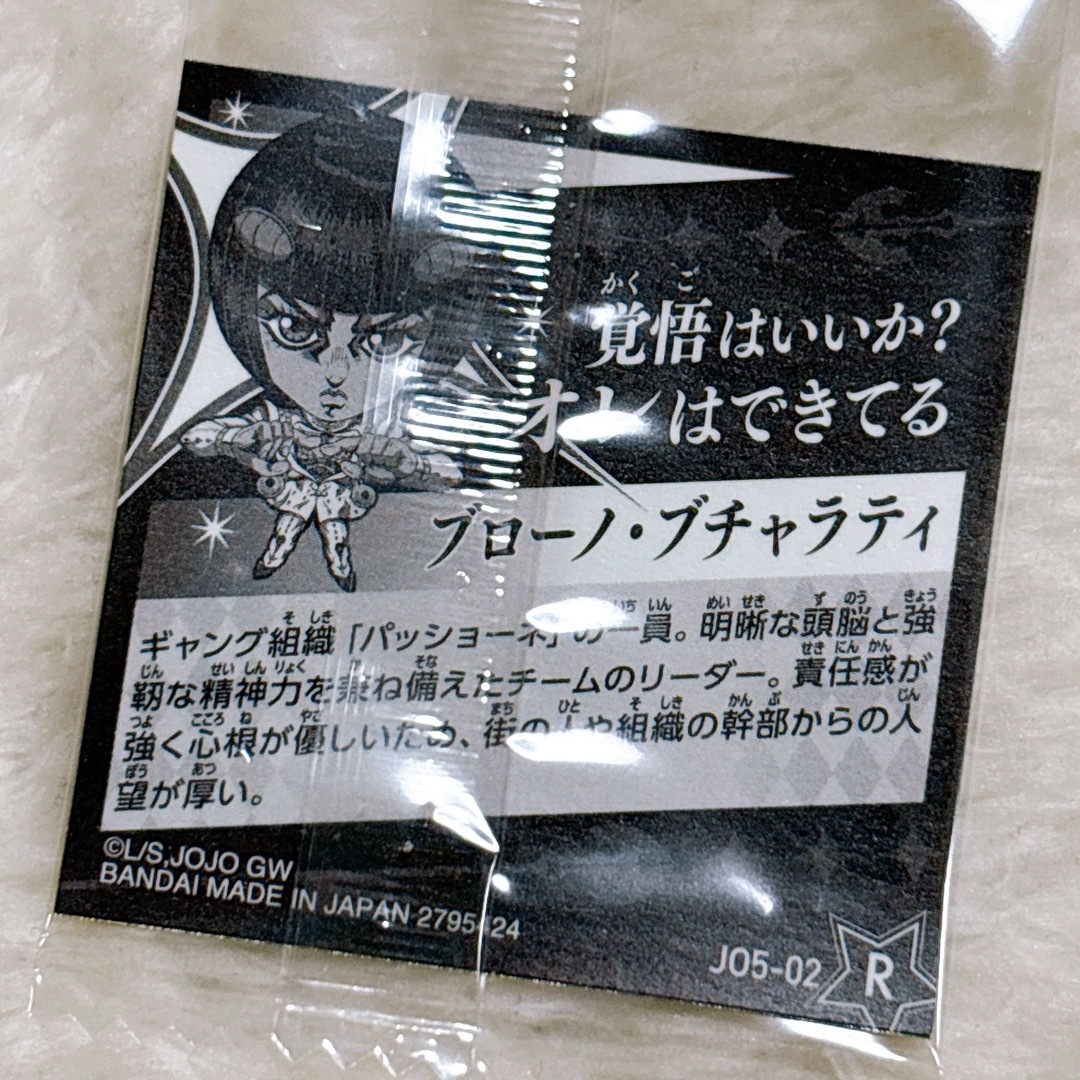 覚悟はいいか?
オレはできてる
ブローノ・ブチャラティ
ギャング組織「パッショーネ」の一員。明晰な頭脳と強
靭な精神力を兼ね備えたチームのリーダー。責任感が
強く心根が優しいため、街の人や組織の幹部からの人
望が厚い。
©L/S,JOJO GW
BANDAI MADE IN JAPAN
JO5-02
R